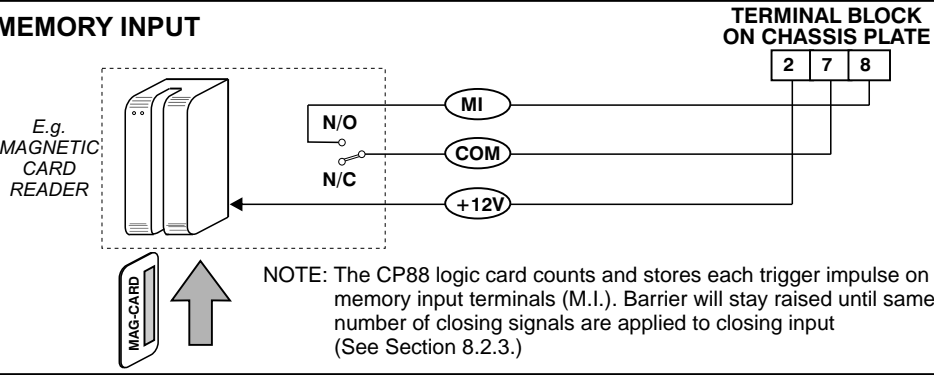 MEMORY INPUT
TERMINAL BLOCK
ON CHASSIS PLATE
2 7 8
E.g.
MAGNETIC
CARD
READER
N/O
N/C
MI
COM
+12V
MAG-CARD
NOTE: The CP88 logic card counts and stores each trigger impulse on
memory input terminals (M.I.). Barrier will stay raised until same
number of closing signals are applied to closing input
(See Section 8.2.3.)